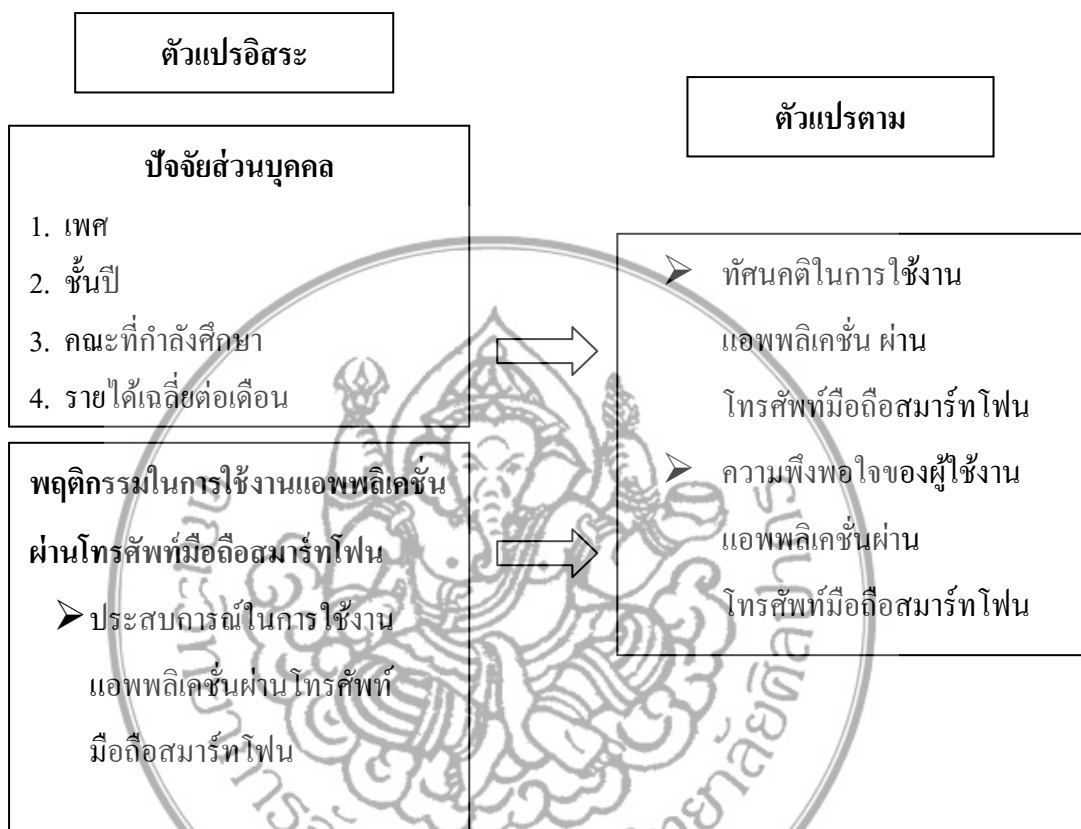 ตัวแปรอิสระ
ตัวแปรตาม
ปัจจัยส่วนบุคคล
1. เพศ
2. ชั้นปี
3. คณะที่กำลังศึกษา
4. รายได้เฉลี่ยต่อเดือน
พฤติกรรมในการใช้งานแอพพลิเคชั่น
ผ่านโทรศัพท์มือถือสมาร์ทโฟน
➢ ประสบการณ์ในการใช้งาน
แอพพลิเคชั่นผ่านโทรศัพท์
มือถือสมาร์ทโฟน
➢ ทัศนคติในการใช้งาน
แอพพลิเคชั่น ผ่าน
โทรศัพท์มือถือสมาร์ทโฟน
➢ ความพึงพอใจของผู้ใช้งาน
แอพพลิเคชั่นผ่าน
โทรศัพท์มือถือสมาร์ทโฟน